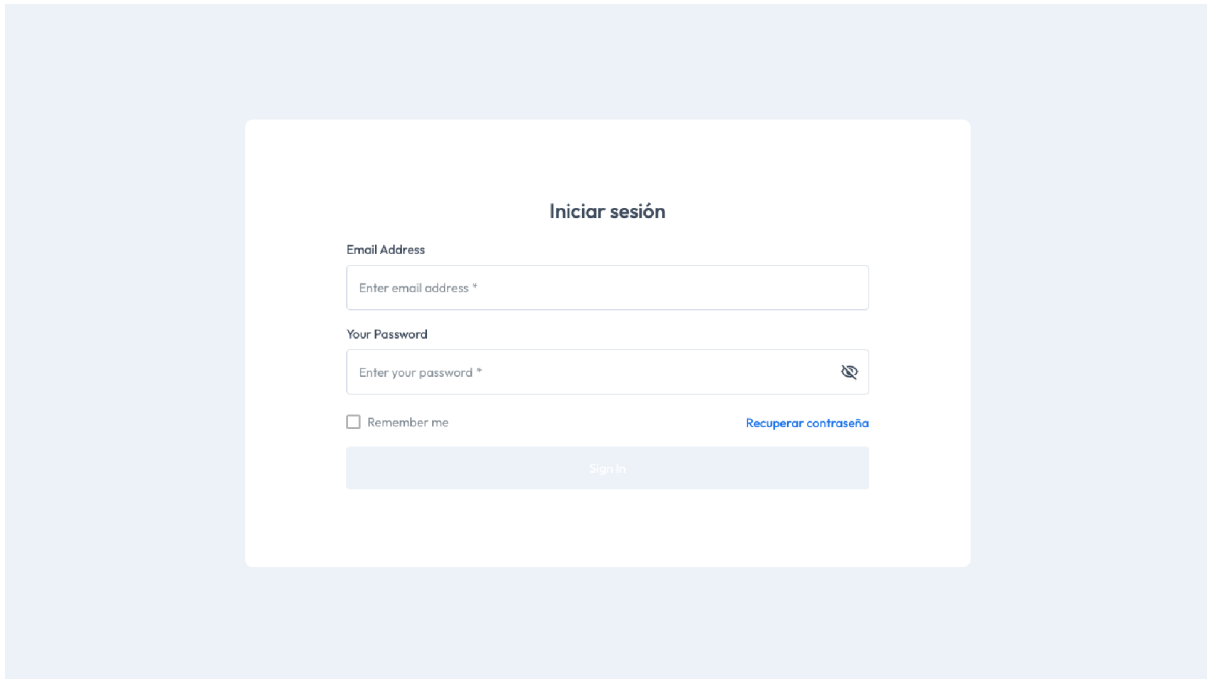 Iniciar sesión
Email Address
Enter email address *
Your Password
Enter your password *
Remember me
Recuperar contraseña
Sign In